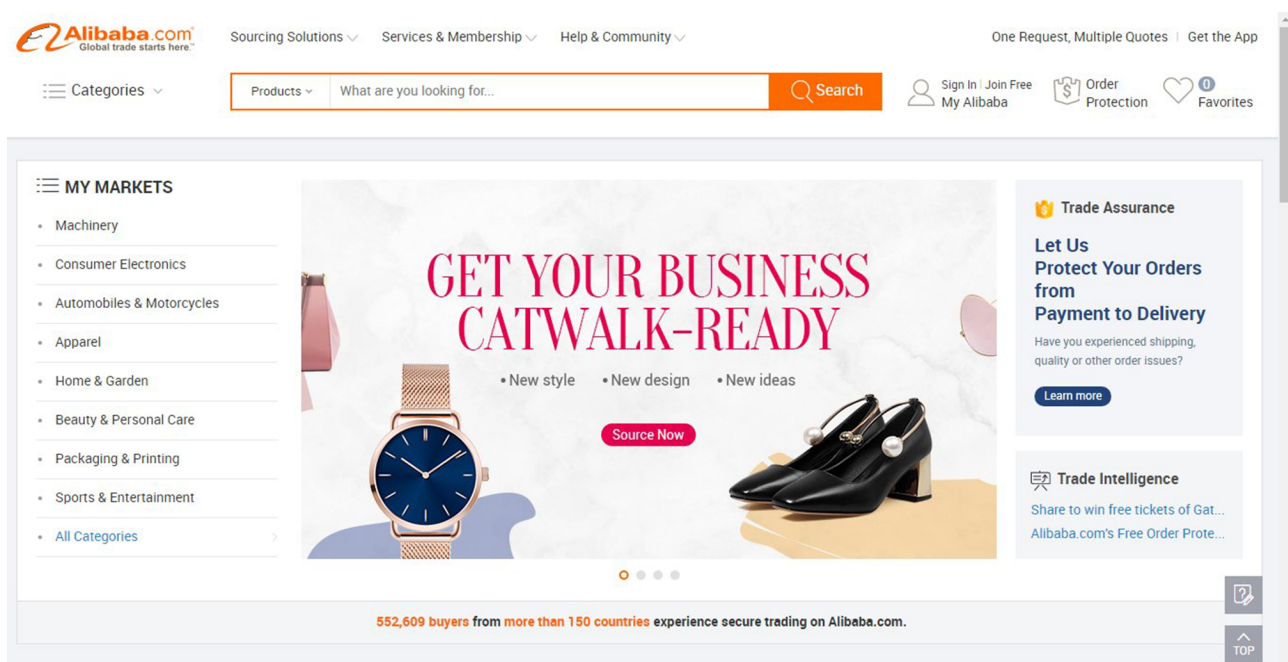 Alibaba.com
Global trade starts here.™
Sourcing Solutions
Services & Membership
Help & Community
One Request, Multiple Quotes
Get the App
Categories
Products
What are you looking for...
Search
Sign In
Join Free
My Alibaba
Order
Protection
0
Favorites
MY MARKETS
Machinery
Consumer Electronics
Automobiles & Motorcycles
Apparel
Home & Garden
Beauty & Personal Care
Packaging & Printing
Sports & Entertainment
All Categories
GET YOUR BUSINESS
CATWALK-READY
• New style • New design • New ideas
Source Now
Trade Assurance
Let Us
Protect Your Orders
from
Payment to Delivery
Have you experienced shipping,
quality or other order issues?
Learn more
Trade Intelligence
Share to win free tickets of Gat...
Alibaba.com's Free Order Prote...
552,609 buyers from more than 150 countries experience secure trading on Alibaba.com.
TOP